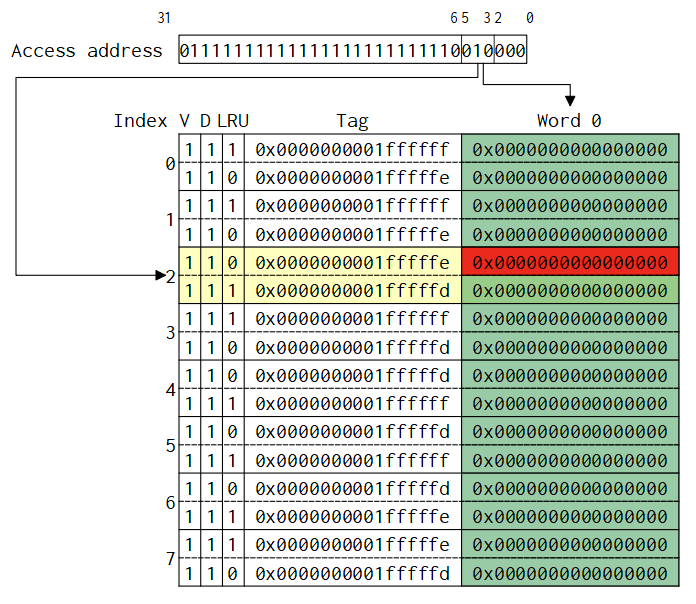 31 6 5 3 2 0
Access address 01111111111111111111111110010000
Index V D LRU Tag Word 0
1 1 1 0x0000000001ffffff 0x0000000000000000
0
1 1 0 0x0000000001fffffe 0x0000000000000000
1 1 1 0x0000000001ffffff 0x0000000000000000
1
1 1 0 0x0000000001fffffe 0x0000000000000000
1 1 0 0x0000000001fffffe 0x0000000000000000
2
1 1 1 0x0000000001fffffd 0x0000000000000000
1 1 1 0x0000000001ffffff 0x0000000000000000
3
1 1 0 0x0000000001fffffd 0x0000000000000000
1 1 0 0x0000000001fffffd 0x0000000000000000
4
1 1 1 0x0000000001ffffff 0x0000000000000000
1 1 0 0x0000000001fffffd 0x0000000000000000
5
1 1 1 0x0000000001ffffff 0x0000000000000000
1 1 0 0x0000000001fffffd 0x0000000000000000
6
1 1 1 0x0000000001fffffe 0x0000000000000000
1 1 1 0x0000000001fffffe 0x0000000000000000
7
1 1 0 0x0000000001fffffd 0x0000000000000000